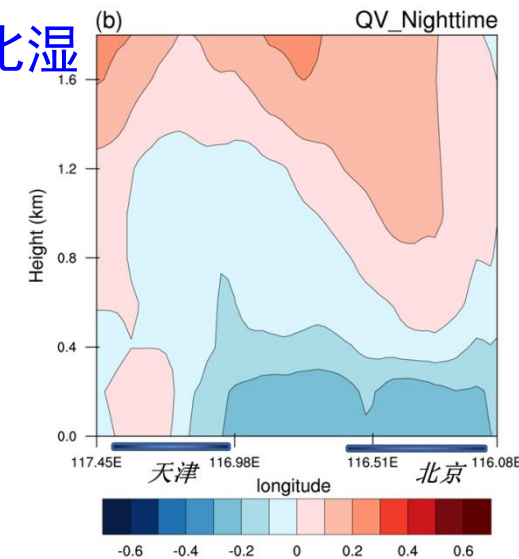 (b)
QV_Nighttime
湿
1.6
1.2
0.8
0.4
0.0
Height (km)
117.45E 116.98E 116.51E 116.08E
天津 北京
longitude
-0.6 -0.4 -0.2 0 0.2 0.4 0.6